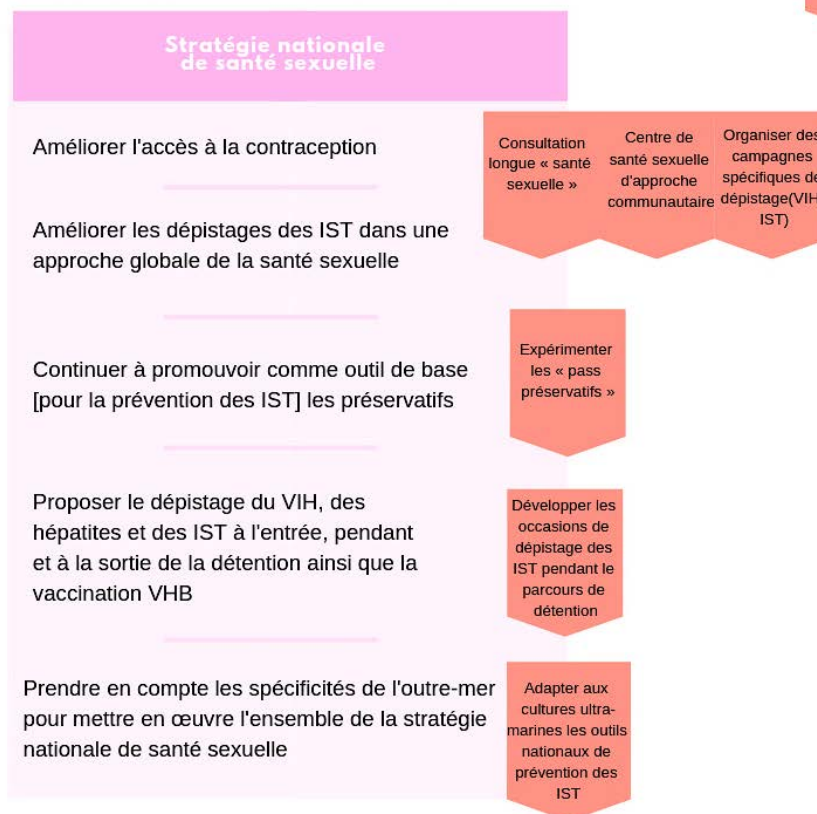 Stratégie nationale
de santé sexuelle
Améliorer l'accès à la contraception
Améliorer les dépistages des IST dans une
approche globale de la santé sexuelle
Consultation
longue « santé
sexuelle »
Centre de
santé sexuelle
d'approche
communautaire
Organiser des
campagnes
spécifiques de
dépistage(VIH
IST)
Continuer à promouvoir comme outil de base
[pour la prévention des IST] les préservatifs
Expérimenter
les « pass
préservatifs »
Proposer le dépistage du VIH, des
hépatites et des IST à l'entrée, pendant
et à la sortie de la détention ainsi que la
vaccination VHB
Développer les
occasions de
dépistage des
IST pendant le
parcours de
détention
Prendre en compte les spécificités de l'outre-mer
pour mettre en œuvre l'ensemble de la stratégie
nationale de santé sexuelle
Adapter aux
cultures ultra-
marines les outils
nationaux de
prévention des
IST